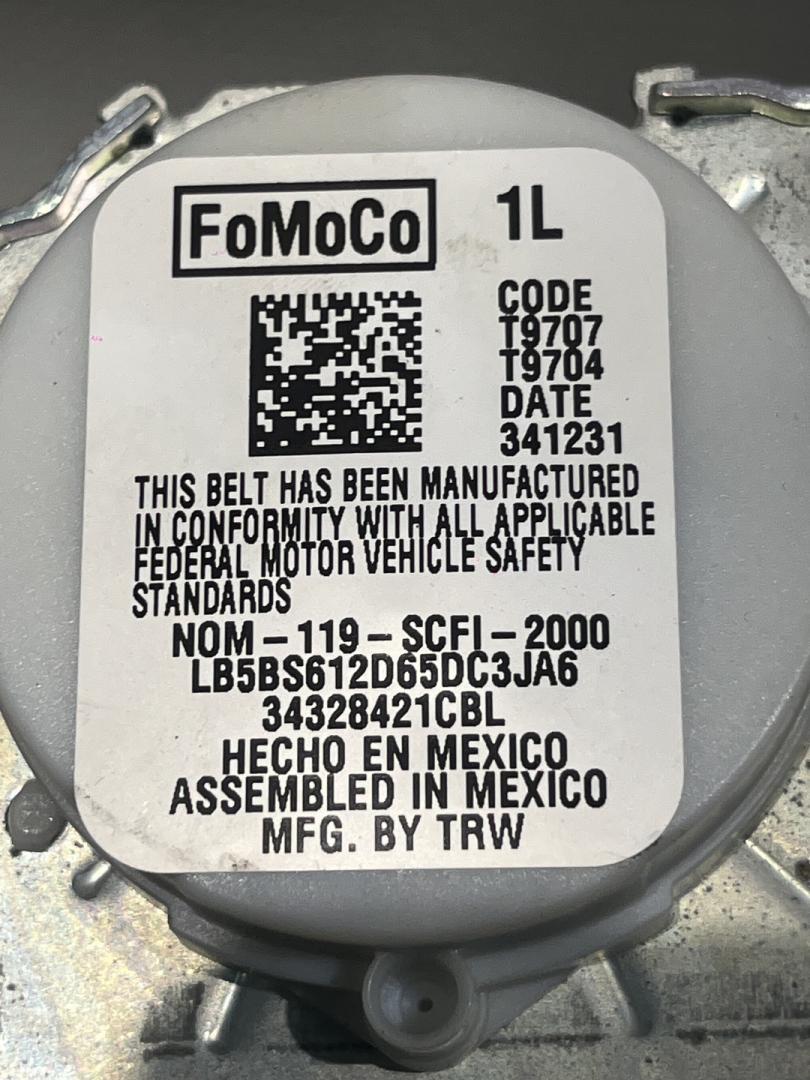 FoMoCo 1L
CODE
T9707
T9704
DATE
341231
THIS BELT HAS BEEN MANUFACTURED
IN CONFORMITY WITH ALL APPLICABLE
FEDERAL MOTOR VEHICLE SAFETY
STANDARDS
NOM-119-SCFI-2000
LB5BS612D65DC3JA6
34328421CBL
HECHO EN MEXICO
ASSEMBLED IN MEXICO
MFG. BY TRW